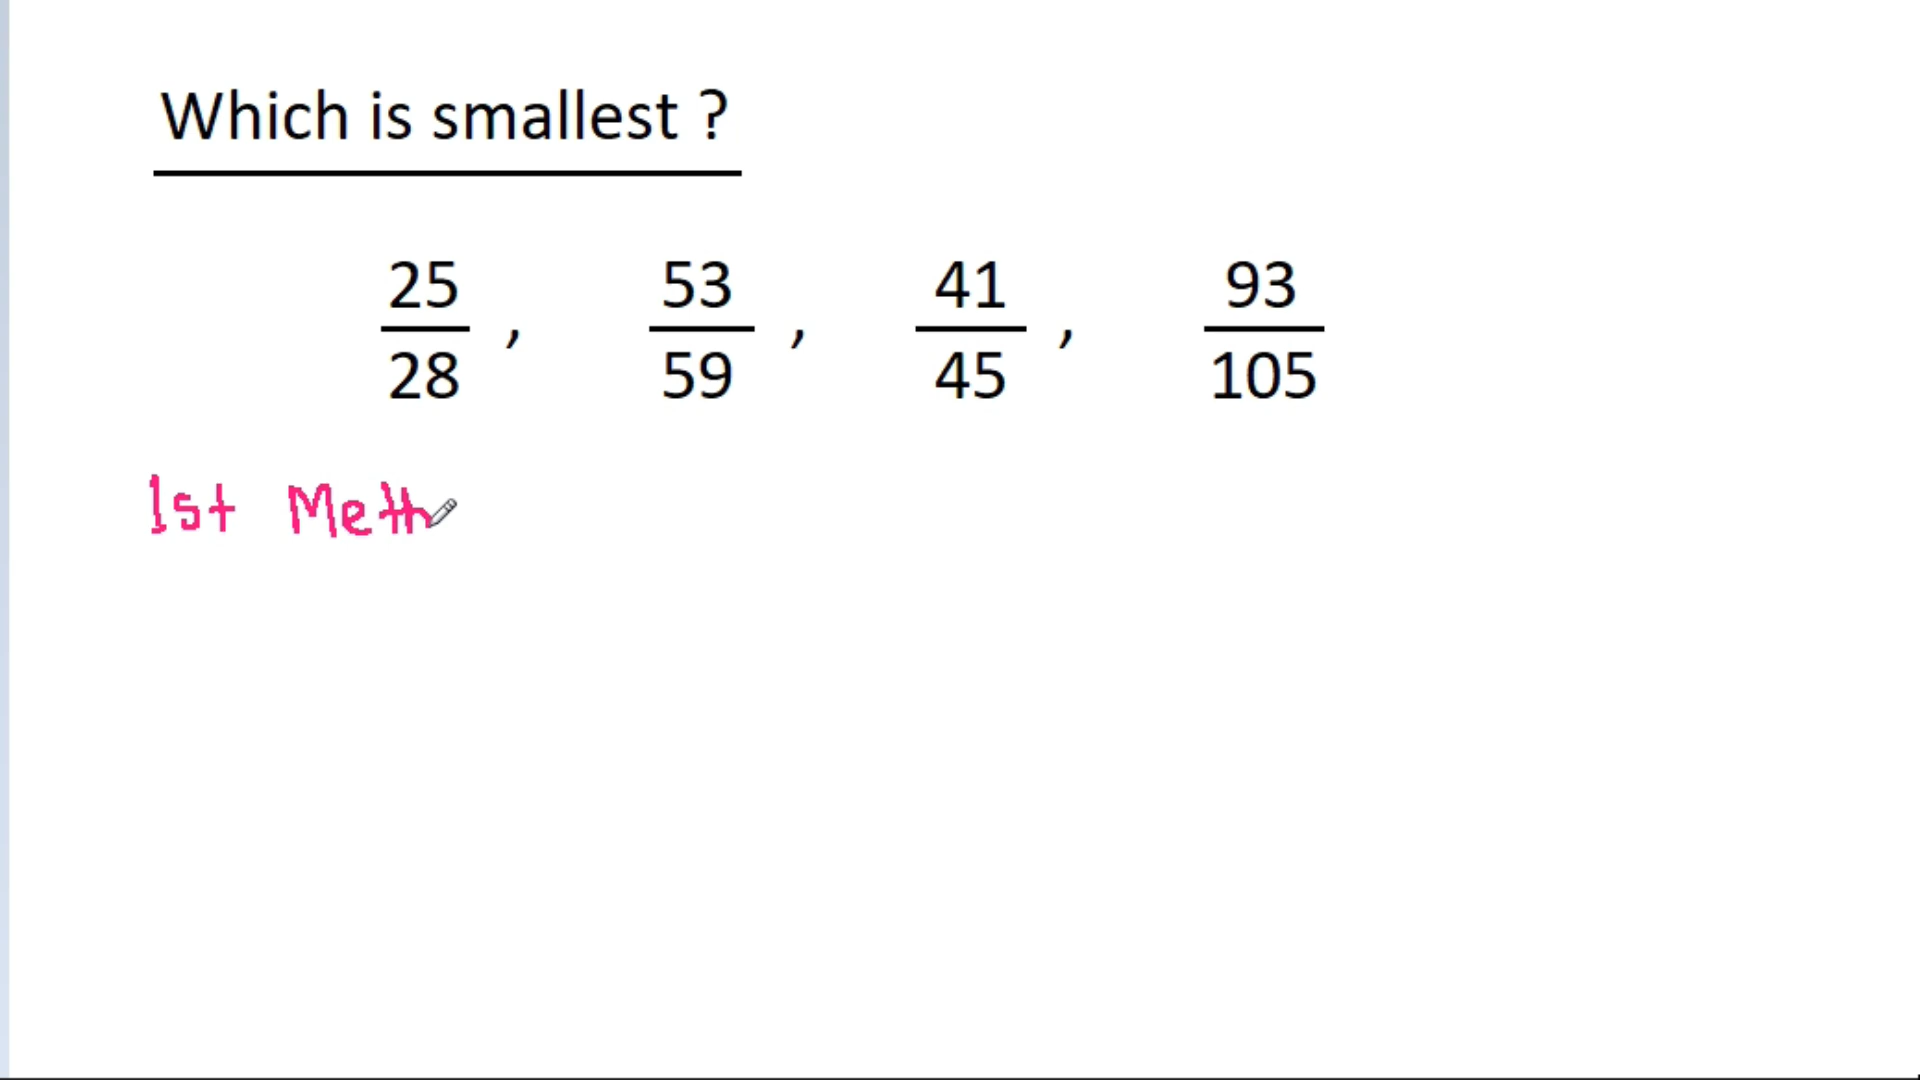 Which is smallest ?
25/28 , 53/59 , 41/45 , 93/105
1st Meth